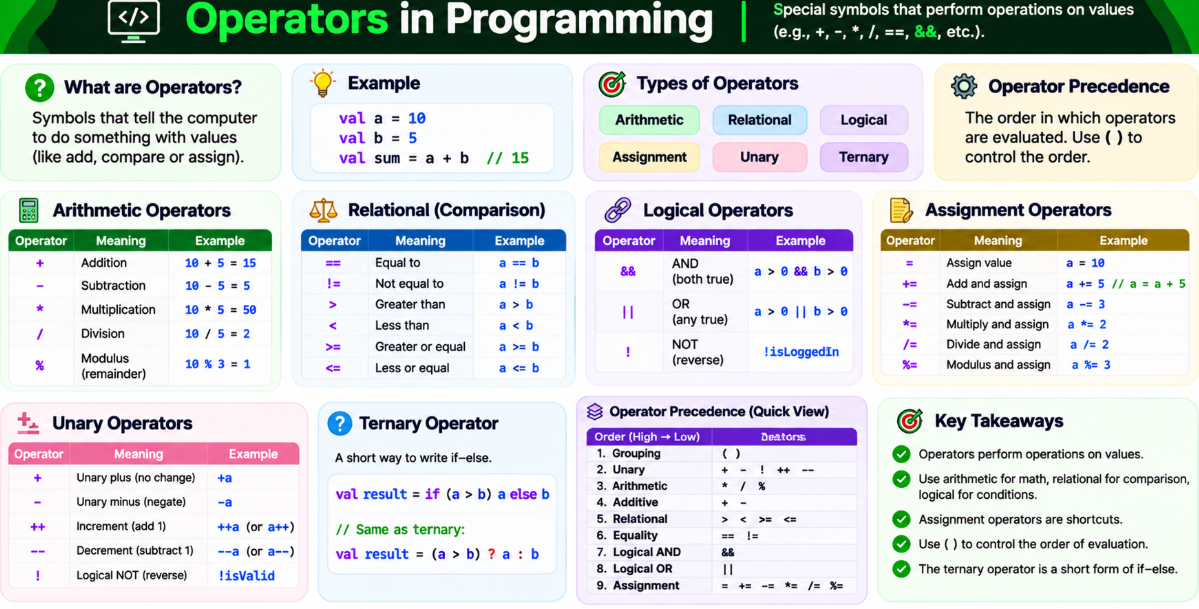 </>
Operators in Programming
Special symbols that perform operations on values
(e.g., +, -, *, /, ==, &&, etc.).
What are Operators?
Symbols that tell the computer
to do something with values
(like add, compare or assign).
Example
val a = 10
val b = 5
val sum = a + b // 15
Types of Operators
Arithmetic Relational Logical
Assignment Unary Ternary
Operator Precedence
The order in which operators
are evaluated. Use ( ) to
control the order.
Arithmetic Operators
Operator Meaning Example
+ Addition 10 + 5 = 15
- Subtraction 10 - 5 = 5
* Multiplication 10 * 5 = 50
/ Division 10 / 5 = 2
% Modulus
(remainder) 10 % 3 = 1
Relational (Comparison)
Operator Meaning Example
== Equal to a == b
!= Not equal to a != b
> Greater than a > b
< Less than a < b
>= Greater or equal a >= b
<= Less or equal a <= b
Logical Operators
Operator Meaning Example
&& AND
(both true) a > 0 && b > 0
|| OR
(any true) a > 0 || b > 0
! NOT
(reverse) !isLoggedIn
Assignment Operators
Operator Meaning Example
= Assign value a = 10
+= Add and assign a += 5 // a = a + 5
-= Subtract and assign a -= 3
*= Multiply and assign a *= 2
/= Divide and assign a /= 2
%= Modulus and assign a %= 3
Unary Operators
Operator Meaning Example
+ Unary plus (no change) +a
- Unary minus (negate) -a
++ Increment (add 1) ++a (or a++)
-- Decrement (subtract 1) --a (or a--)
! Logical NOT (reverse) !isValid
Ternary Operator
A short way to write if-else.
val result = if (a > b) a else b
// Same as ternary:
val result = (a > b) ? a : b
Operator Precedence (Quick View)
Order (High → Low)
1. Grouping ( )
2. Unary + - ! ++ --
3. Arithmetic * / %
4. Additive + -
5. Relational > < >= <=
6. Equality == !=
7. Logical AND &&
8. Logical OR ||
9. Assignment = += -= *= /= %=
Key Takeaways
Operators perform operations on values.
Use arithmetic for math, relational for comparison,
logical for conditions.
Assignment operators are shortcuts.
Use ( ) to control the order of evaluation.
The ternary operator is a short form of if-else.